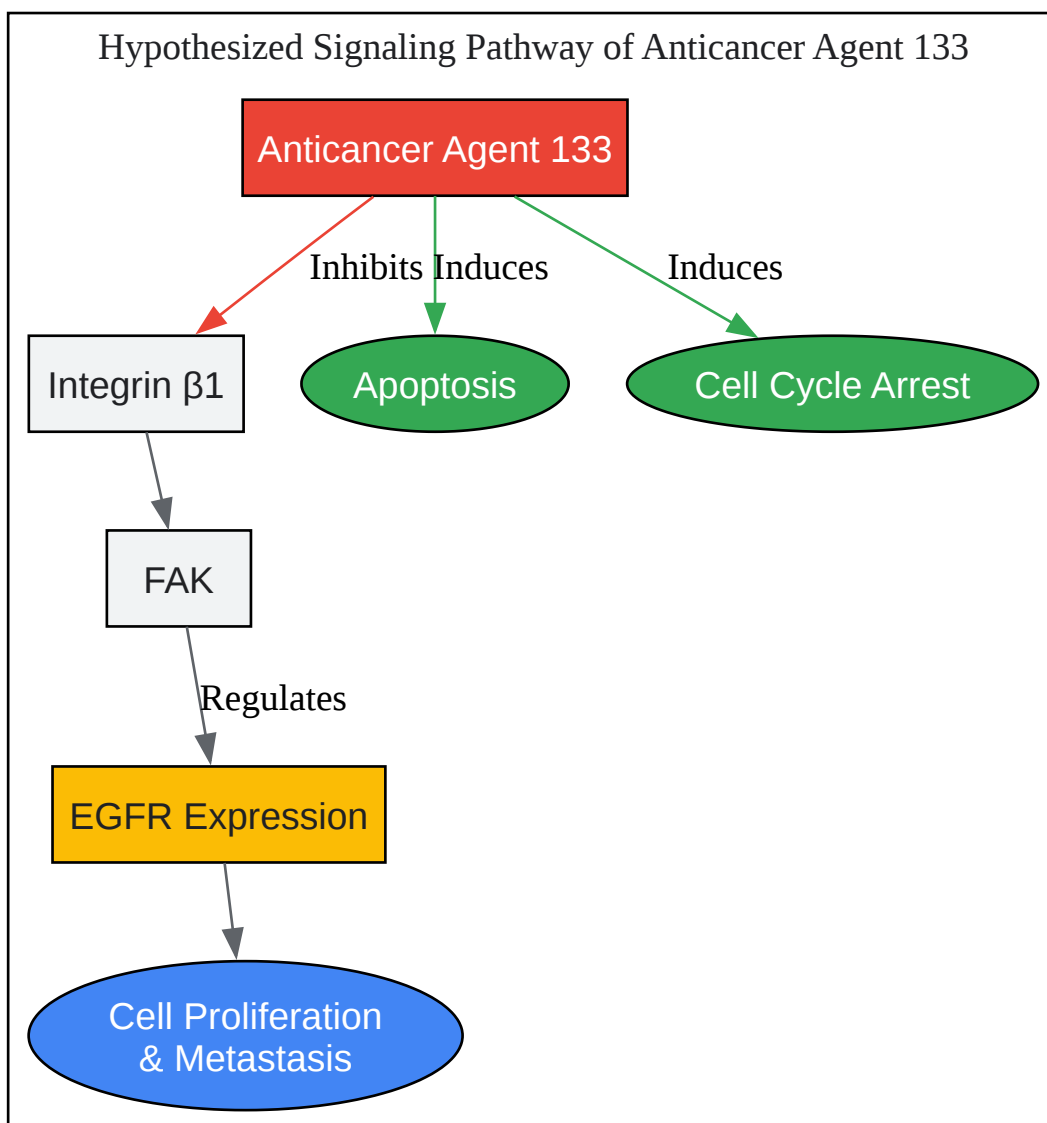 Hypothesized Signaling Pathway of Anticancer Agent 133
Anticancer Agent 133
Inhibits
Induces
Induces
Integrin β1
Apoptosis
Cell Cycle Arrest
FAK
Regulates
EGFR Expression
Cell Proliferation
& Metastasis